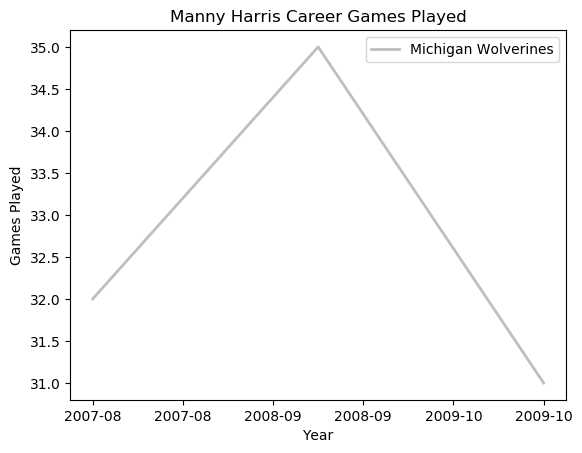 Manny Harris Career Games Played
Michigan Wolverines
35.0
34.5
34.0
33.5
33.0
32.5
32.0
31.5
31.0
Games Played
2007-08 2007-08 2008-09 2008-09 2009-10 2009-10
Year